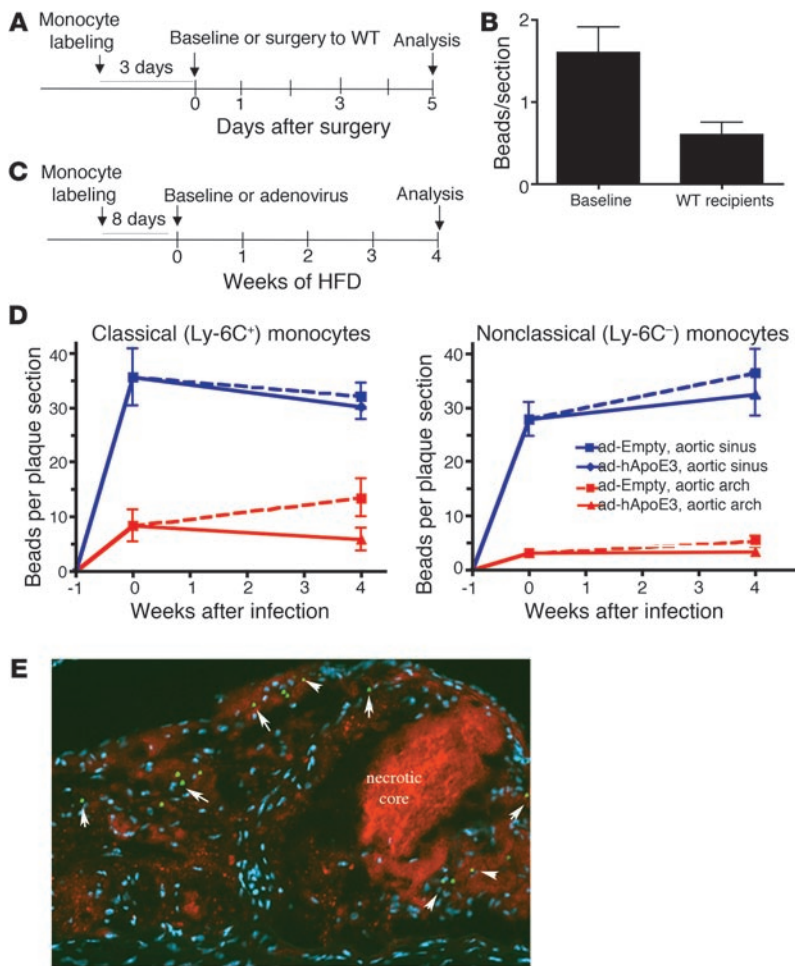 A
Monocyte
labeling
Baseline or surgery to WT
Analysis
3 days
0 1 3 5
Days after surgery
B
Beads/section
2
1
0
Baseline WT recipients
C
Monocyte
labeling
Baseline or adenovirus
Analysis
8 days
0 1 2 3 4
Weeks of HFD
D
Classical (Ly-6C⁺) monocytes
Beads per plaque section
40
30
20
10
0
-1 0 1 2 3 4
Weeks after infection
Nonclassical (Ly-6C⁻) monocytes
Beads per plaque section
40
30
20
10
0
ad-Empty, aortic sinus
ad-hApoE3, aortic sinus
ad-Empty, aortic arch
ad-hApoE3, aortic arch
-1 0 1 2 3 4
Weeks after infection
E
necrotic
core